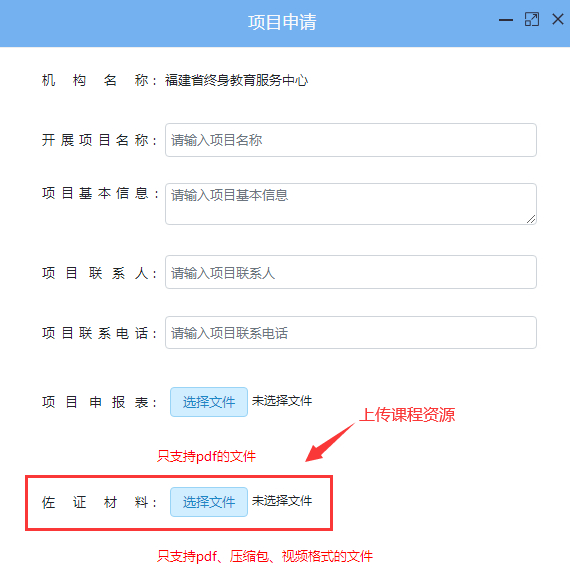 项目申请
机构名称：福建省终身教育服务中心
开展项目名称：请输入项目名称
项目基本信息：请输入项目基本信息
项目联系人：请输入项目联系人
项目联系电话：请输入项目联系电话
项目申报表：选择文件 未选择文件
上传课程资源
只支持pdf的文件
佐证材料：选择文件 未选择文件
只支持pdf、压缩包、视频格式的文件